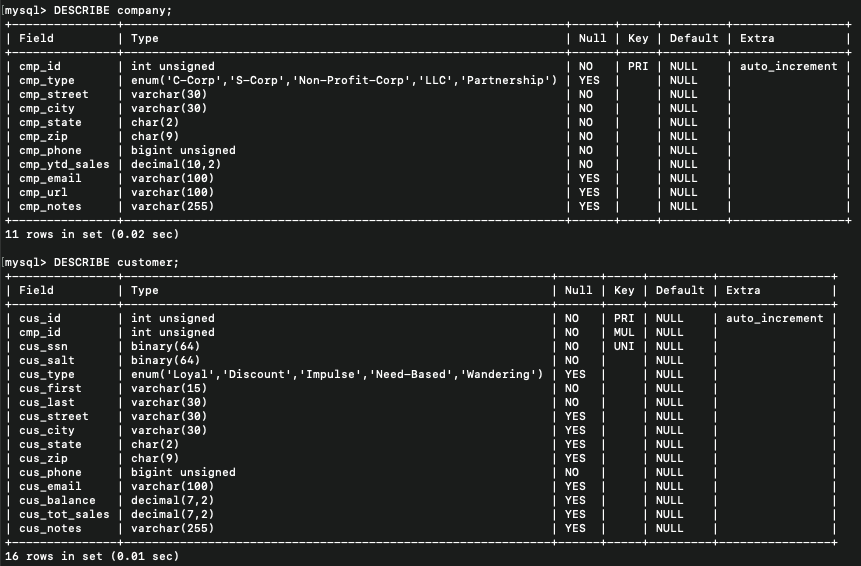 mysql> DESCRIBE company;
+---------------+---------------------------------------------------------------+------+-----+---------+----------------+
| Field | Type | Null | Key | Default | Extra |
+---------------+---------------------------------------------------------------+------+-----+---------+----------------+
| cmp_id | int unsigned | NO | PRI | NULL | auto_increment |
| cmp_type | enum('C-Corp','S-Corp','Non-Profit-Corp','LLC','Partnership') | YES | | NULL | |
| cmp_street | varchar(30) | NO | | NULL | |
| cmp_city | varchar(30) | NO | | NULL | |
| cmp_state | char(2) | NO | | NULL | |
| cmp_zip | char(9) | NO | | NULL | |
| cmp_phone | bigint unsigned | NO | | NULL | |
| cmp_ytd_sales | decimal(10,2) | NO | | NULL | |
| cmp_email | varchar(100) | YES | | NULL | |
| cmp_url | varchar(100) | YES | | NULL | |
| cmp_notes | varchar(255) | YES | | NULL | |
+---------------+---------------------------------------------------------------+------+-----+---------+----------------+
11 rows in set (0.02 sec)
mysql> DESCRIBE customer;
+---------------+-------------------------------------------------------------+------+-----+---------+----------------+
| Field | Type | Null | Key | Default | Extra |
+---------------+-------------------------------------------------------------+------+-----+---------+----------------+
| cus_id | int unsigned | NO | PRI | NULL | auto_increment |
| cmp_id | int unsigned | NO | MUL | NULL | |
| cus_ssn | binary(64) | NO | UNI | NULL | |
| cus_salt | binary(64) | NO | | NULL | |
| cus_type | enum('Loyal','Discount','Impulse','Need-Based','Wandering') | YES | | NULL | |
| cus_first | varchar(15) | NO | | NULL | |
| cus_last | varchar(30) | NO | | NULL | |
| cus_street | varchar(30) | YES | | NULL | |
| cus_city | varchar(30) | YES | | NULL | |
| cus_state | char(2) | YES | | NULL | |
| cus_zip | char(9) | YES | | NULL | |
| cus_phone | bigint unsigned | NO | | NULL | |
| cus_email | varchar(100) | YES | | NULL | |
| cus_balance | decimal(7,2) | YES | | NULL | |
| cus_tot_sales | decimal(7,2) | YES | | NULL | |
| cus_notes | varchar(255) | YES | | NULL | |
+---------------+-------------------------------------------------------------+------+-----+---------+----------------+
16 rows in set (0.01 sec)